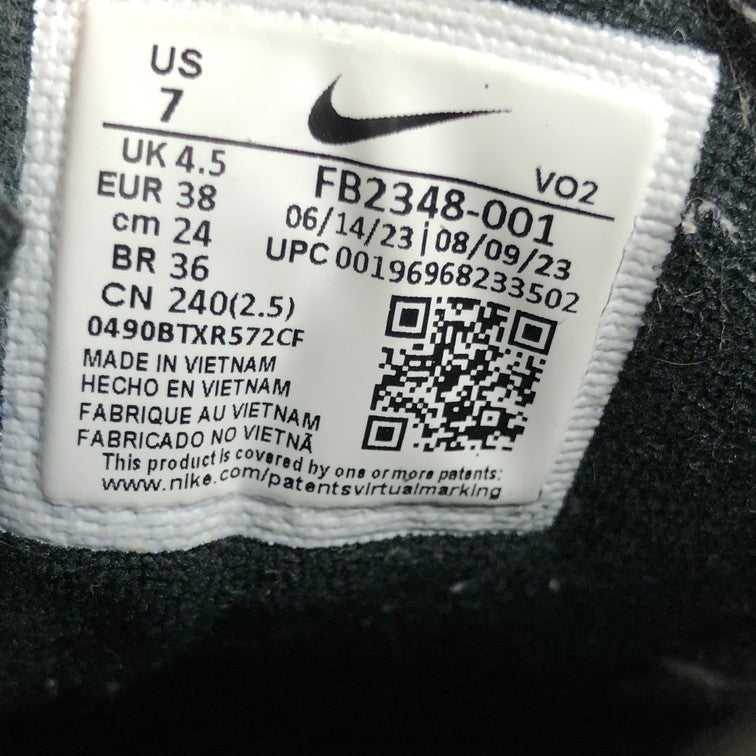 US
7
UK 4.5
EUR 38
cm 24
BR 36
CN 240(2.5)
VO2
FB2348-001
06/14/23|08/09/23
UPC 00196968233502
0490BTXR572CF
MADE IN VIETNAM
HECHO EN VIETNAM
FABRIQUE AU VIETNAM
FABRICADO NO VIETNÃ
This product is covered by one or more patents:
www.nike.com/patentsvirtualmarking